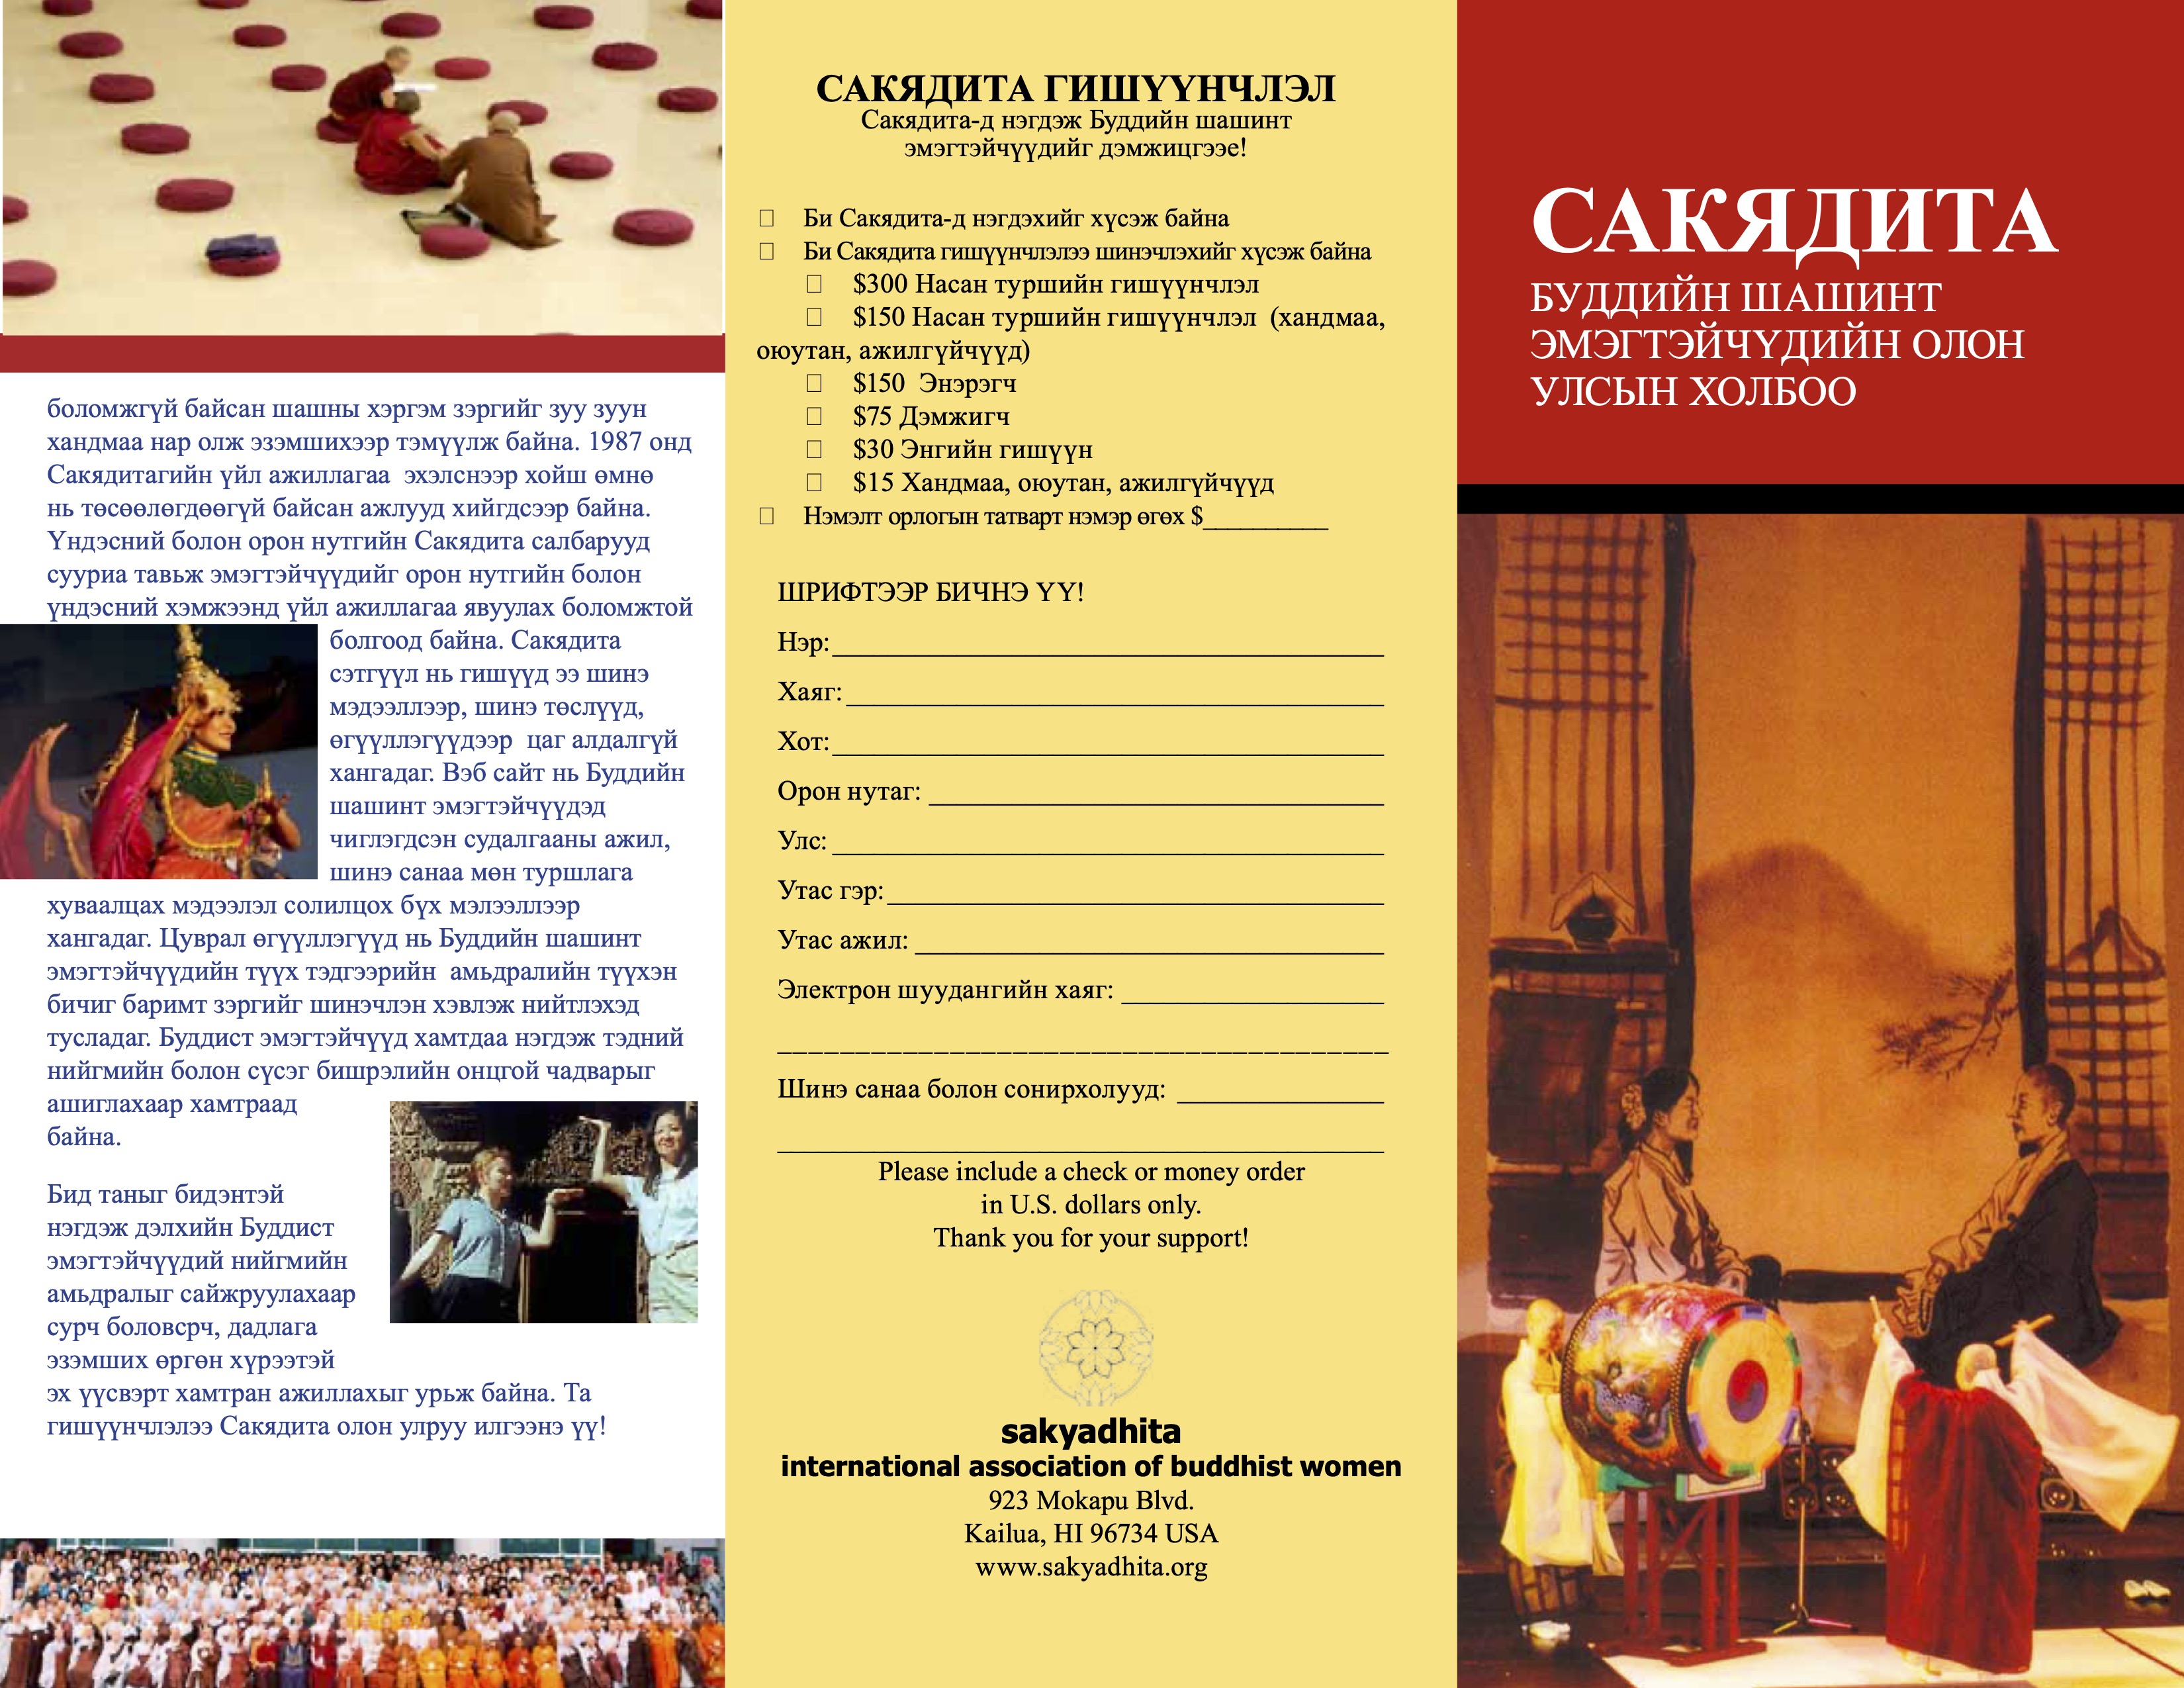 боломжгүй байсан шашны хэргэм зэргийг зуу зуун
хандмаа нар олж эзэмшихээр тэмүүлж байна. 1987 онд
Сакядитагийн үйл ажиллагаа эхэлснээр хойш өмнө
нь төсөөлөгдөөгүй байсан ажлууд хийгдсээр байна.
Үндэсний болон орон нутгийн Сакядита салбарууд
сууриа тавьж эмэгтэйчүүдийг орон нутгийн болон
үндэсний хэмжээнд үйл ажиллагаа явуулах боломжтой
болгоод байна. Сакядита
сэтгүүл нь гишүүд ээ шинэ
мэдээллээр, шинэ төслүүд,
өгүүллэгүүдээр цаг алдалгүй
хангадаг. Вэб сайт нь Буддийн
шашинт эмэгтэйчүүдэд
чиглэгдсэн судалгааны ажил,
шинэ санаа мөн туршлага
хуваалцах мэдээлэл солилцох бүх мэлээллээр
хангадаг. Цуврал өгүүллэгүүд нь Буддийн шашинт
эмэгтэйчүүдийн түүх тэдгээрийн амьдралийн түүхэн
бичиг баримт зэргийг шинэчлэн хэвлэж нийтлэхэд
тусладаг. Буддист эмэгтэйчүүд хамтдаа нэгдэж тэдний
нийгмийн болон сүсэг бишрэлийн онцгой чадварыг
ашиглахаар хамтраад
байна.
Бид таныг бидэнтэй
нэгдэж дэлхийн Буддист
эмэгтэйчүүдий нийгмийн
амьдралыг сайжруулахаар
сурч боловсрч, дадлага
эзэмших өргөн хүрээтэй
эх үүсвэрт хамтран ажиллахыг урьж байна. Та
гишүүнчлэлээ Сакядита олон улруу илгээнэ үү!
САКЯДИТА ГИШҮҮНЧЛЭЛ
Сакядита-д нэгдэж Буддийн шашинт
эмэгтэйчүүдийг дэмжицгээе!
□ Би Сакядита-д нэгдэхийг хүсэж байна
□ Би Сакядита гишүүнчлэлээ шинэчлэхийг хүсэж байна
□ $300 Насан туршийн гишүүнчлэл
□ $150 Насан туршийн гишүүнчлэл (хандмаа,
оюутан, ажилгүйчүүд)
□ $150 Энэрэгч
□ $75 Дэмжигч
□ $30 Энгийн гишүүн
□ $15 Хандмаа, оюутан, ажилгүйчүүд
□ Нэмэлт орлогын татварт нэмэр өгөх $__________
ШРИФТЭЭР БИЧНЭ ҮҮ!
Нэр:
Хаяг:
Хот:
Орон нутаг:
Улс:
Утас гэр:
Утас ажил:
Электрон шуудангийн хаяг:
Шинэ санаа болон сонирхолууд:
Please include a check or money order
in U.S. dollars only.
Thank you for your support!
sakyadhita
international association of buddhist women
923 Mokapu Blvd.
Kailua, HI 96734 USA
www.sakyadhita.org
САКЯДИТА
БУДДИЙН ШАШИНТ
ЭМЭГТЭЙЧҮДИЙН ОЛОН
УЛСЫН ХОЛБОО